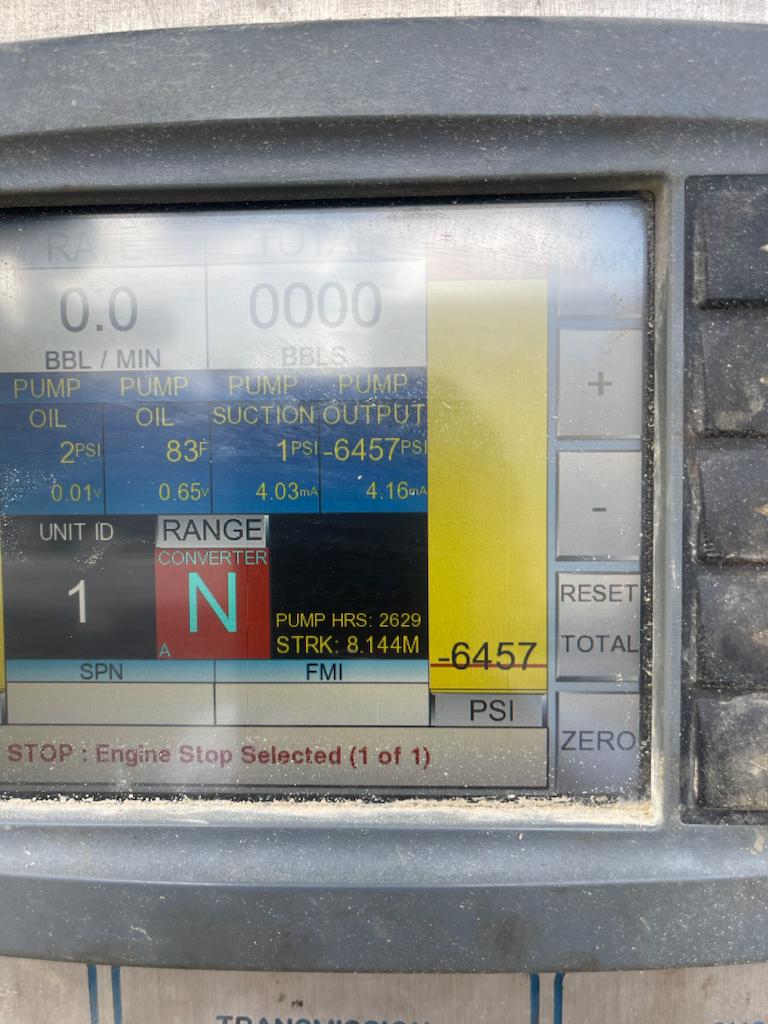 RATE TOTAL
0.0 0000
BBL / MIN BBLS
PUMP PUMP PUMP PUMP
OIL OIL SUCTION OUTPUT
2PSI 83F 1PSI -6457PSI
0.01v 0.65v 4.03mA 4.16mA
UNIT ID RANGE
CONVERTER
1 N
A
PUMP HRS: 2629
STRK: 8.144M
SPN FMI
STOP : Engine Stop Selected (1 of 1)
-6457
PSI
MAIN
+
-
RESET
TOTAL
ZERO
TRANSMISSION